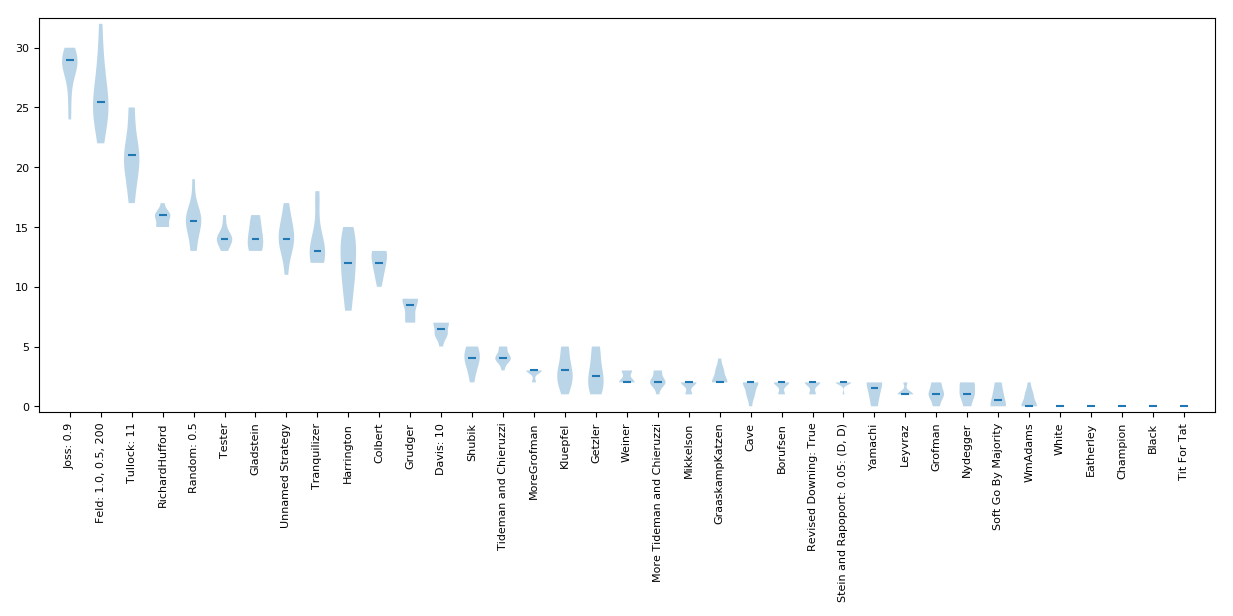 30
25
20
15
10
5
0
Joss: 0.9
Feld: 1.0, 0.5, 200
Tullock: 11
RichardHufford
Random: 0.5
Tester
Gladstein
Unnamed Strategy
Tranquilizer
Harrington
Colbert
Grudger
Davis: 10
Shubik
Tideman and Chieruzzi
MoreGrofman
Kluepfel
Getzler
Weiner
More Tideman and Chieruzzi
Mikkelson
GraaskampKatzen
Cave
Borufsen
Revised Downing: True
Stein and Rapoport: 0.05: (D, D)
Yamachi
Leyvraz
Grofman
Nydegger
Soft Go By Majority
WmAdams
White
Eatherley
Champion
Black
Tit For Tat